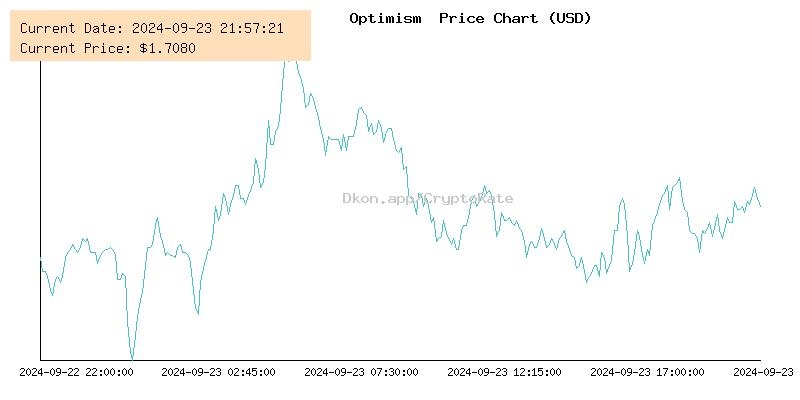 Optimism  Price Chart (USD)
Current Date: 2024-09-23 21:57:21
Current Price: $1.7080
Dkon.app/CryptoRate
2024-09-22 22:00:00 2024-09-23 02:45:00 2024-09-23 07:30:00 2024-09-23 12:15:00 2024-09-23 17:00:00 2024-09-23